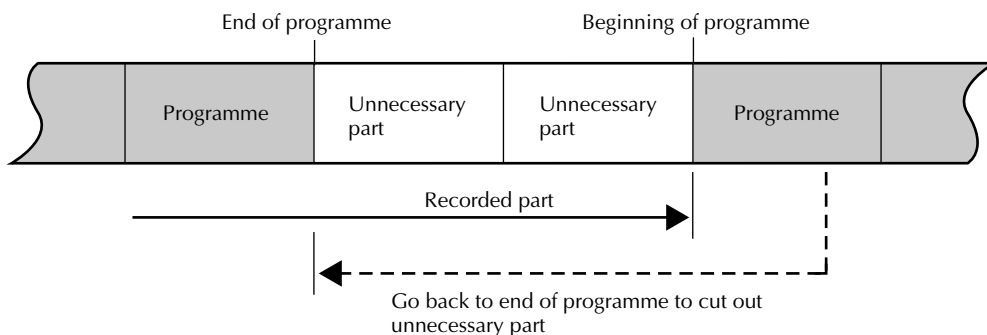 End of programme
Beginning of programme
Programme
Unnecessary
part
Unnecessary
part
Programme
Recorded part
Go back to end of programme to cut out
unnecessary part